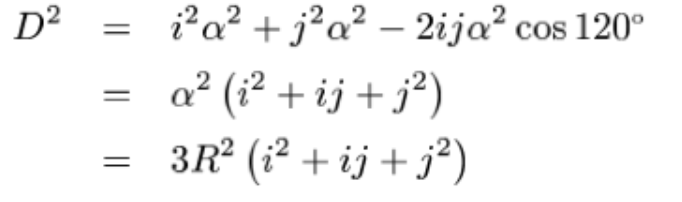 D² = i²α² + j²α² − 2ijα² cos 120°
= α² (i² + ij + j²)
= 3R² (i² + ij + j²)